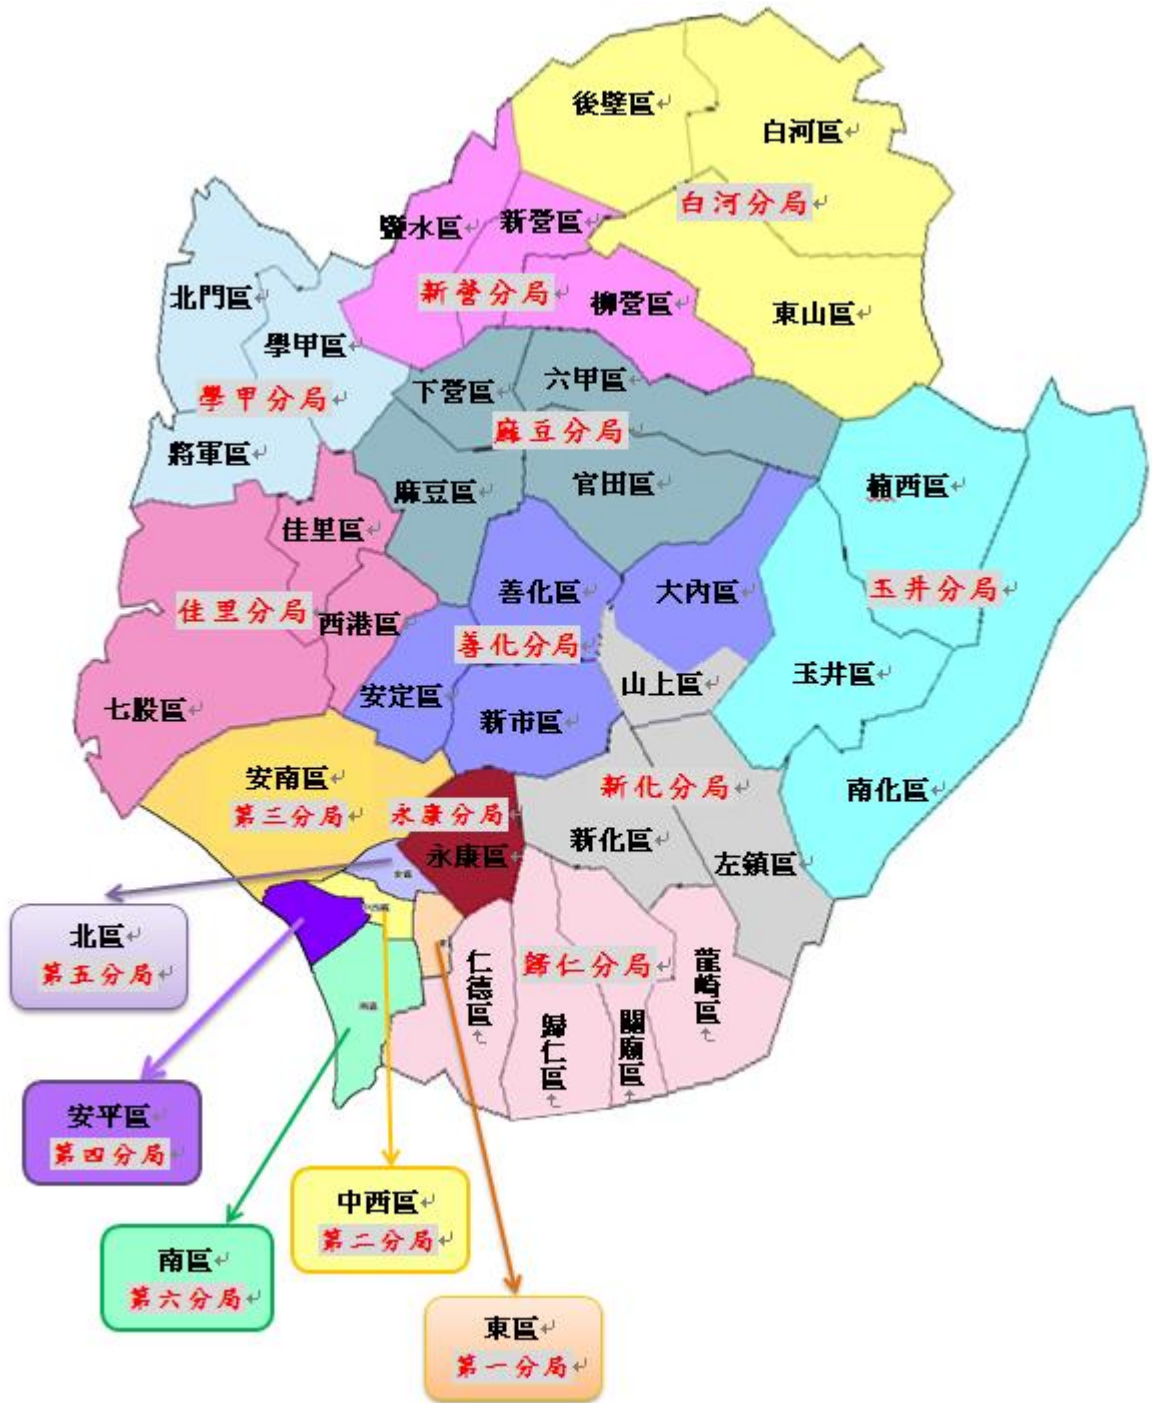 後壁區
白河區
白河分局
鹽水區
新營區
新營分局
柳營區
東山區
北門區
學甲區
學甲分局
將軍區
下營區
六甲區
麻豆分局
麻豆區
官田區
楠西區
佳里區
佳里分局
西港區
七股區
善化區
大內區
善化分局
玉井分局
安定區
新市區
山上區
玉井區
安南區
第三分局
永康分局
永康區
新化分局
新化區
左鎮區
南化區
仁德區
歸仁分局
歸仁區
關廟區
龍崎區
北區
第五分局
安平區
第四分局
中西區
第二分局
南區
第六分局
東區
第一分局